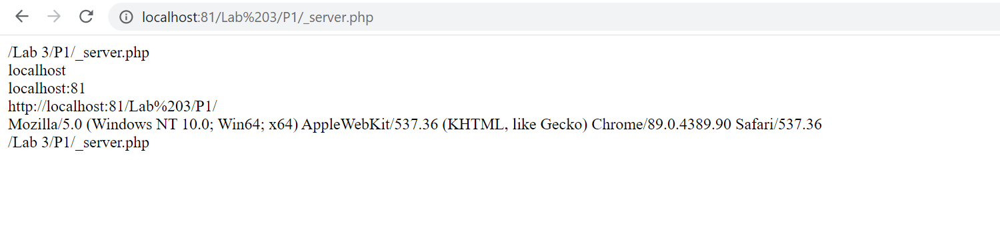 localhost:81/Lab%203/P1/_server.php
/Lab 3/P1/_server.php
localhost
localhost:81
http://localhost:81/Lab%203/P1/
Mozilla/5.0 (Windows NT 10.0; Win64; x64) AppleWebKit/537.36 (KHTML, like Gecko) Chrome/89.0.4389.90 Safari/537.36
/Lab 3/P1/_server.php